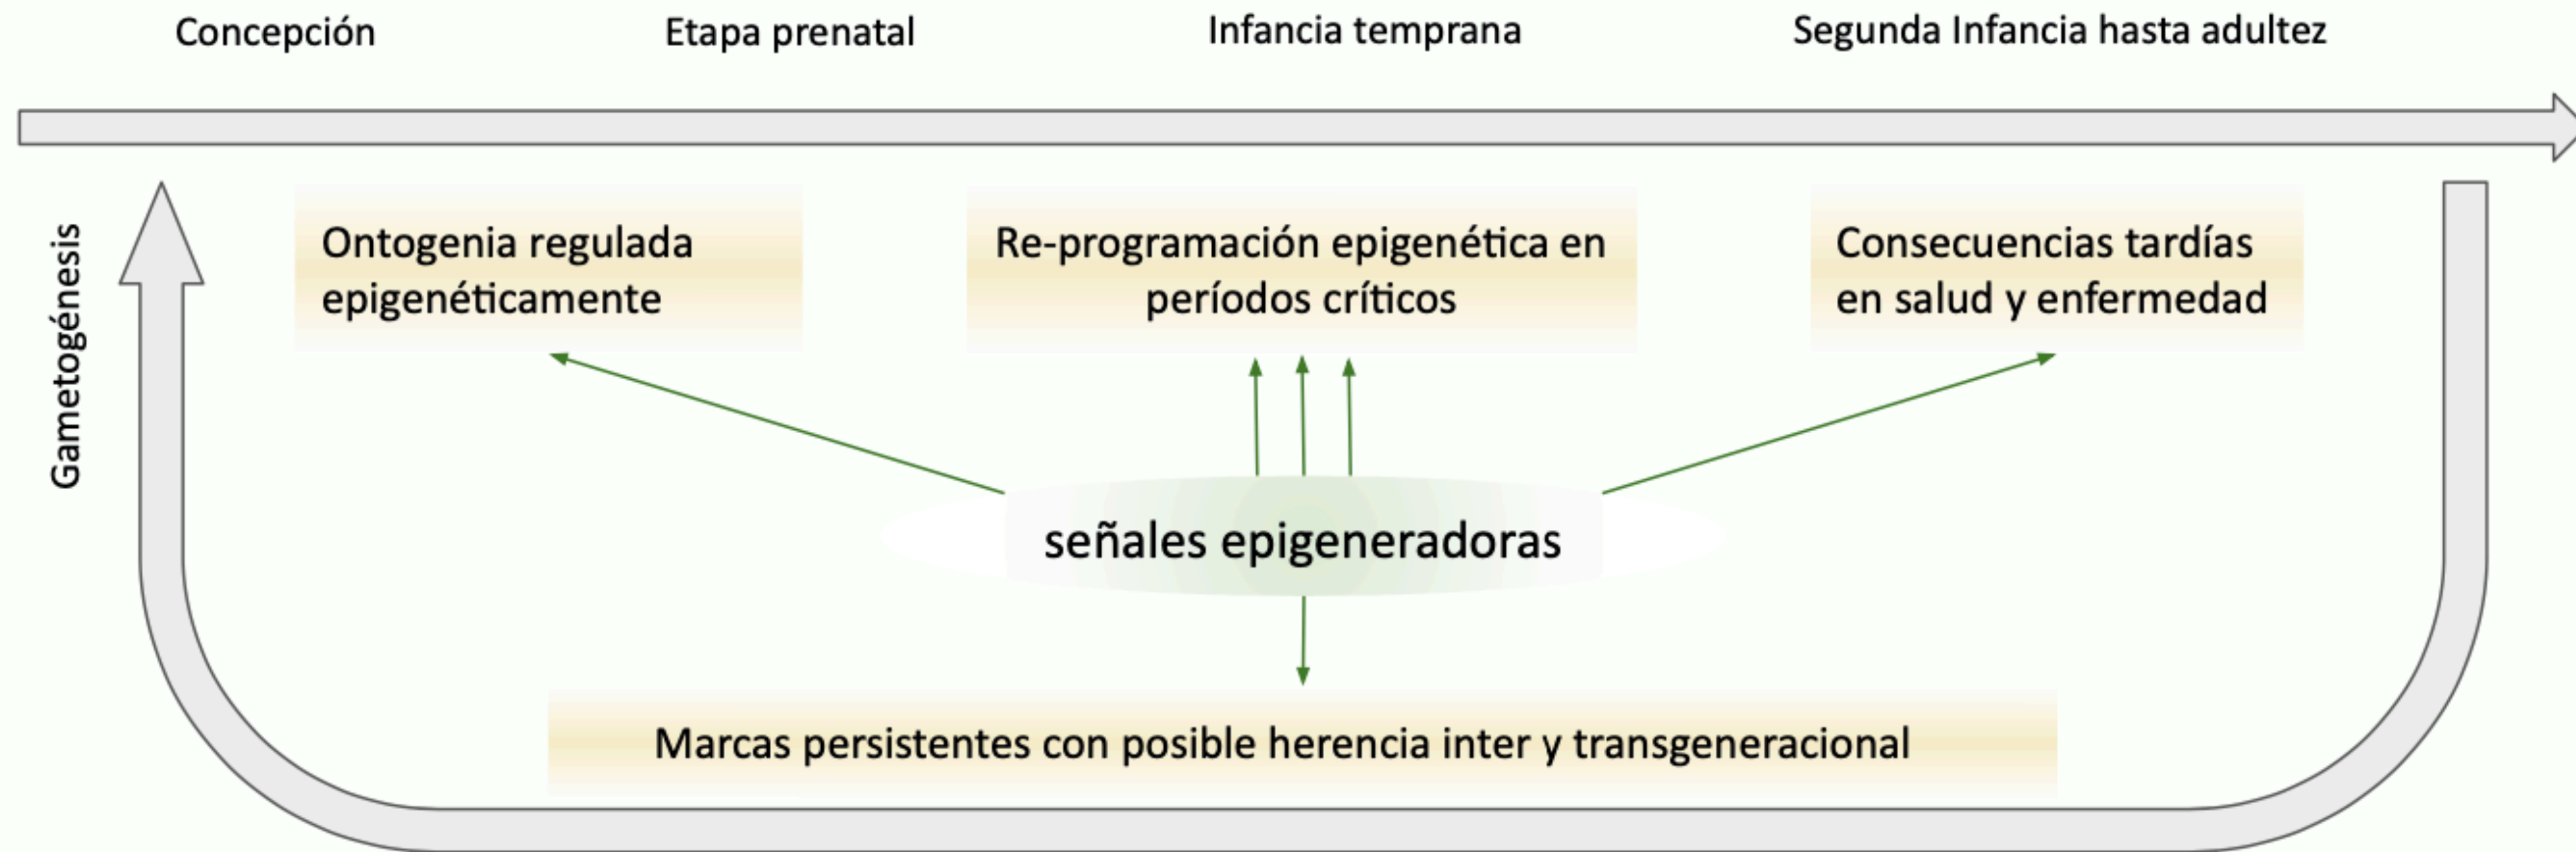 Concepción
Etapa prenatal
Infancia temprana
Segunda Infancia hasta adultez
Gametogénesis
Ontogenia regulada
epigenéticamente
Re-programación epigenética en
períodos críticos
Consecuencias tardías
en salud y enfermedad
señales epigeneradoras
Marcas persistentes con posible herencia inter y transgeneracional